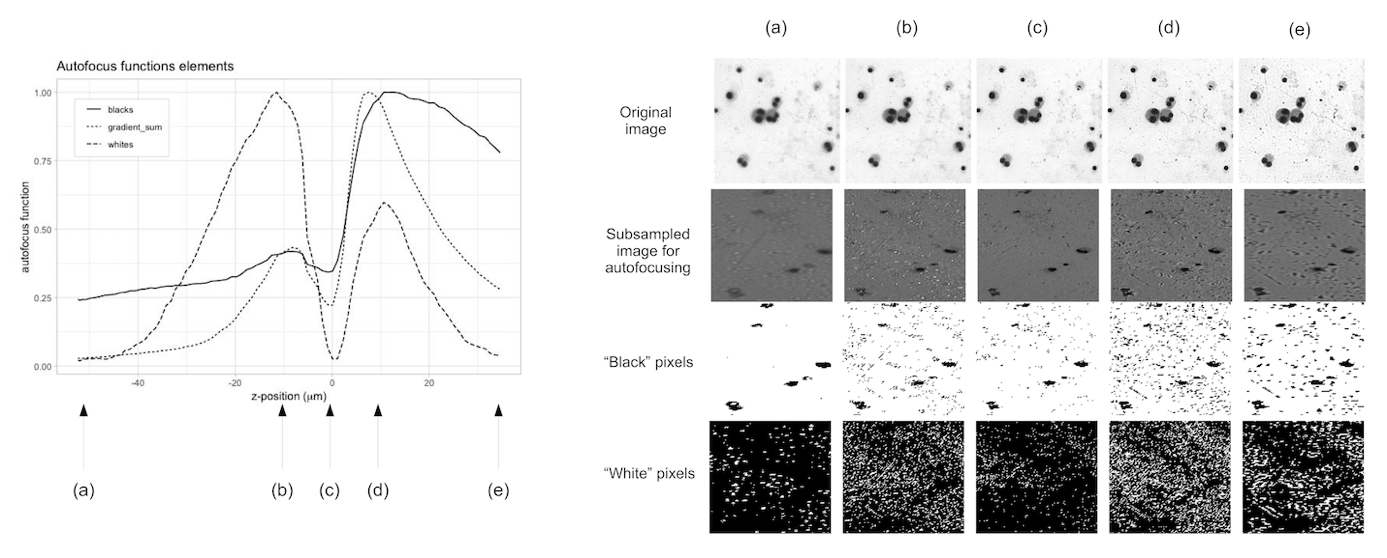 Autofocus functions elements
1.00
0.75
0.50
0.25
0.00
autofocus function
blacks
gradient_sum
whites
-40
-20
0
20
z-position (μm)
(a)
(b)
(c)
(d)
(e)
(a)
(b)
(c)
(d)
(e)
Original
image
Subsampled
image for
autofocusing
“Black” pixels
“White” pixels